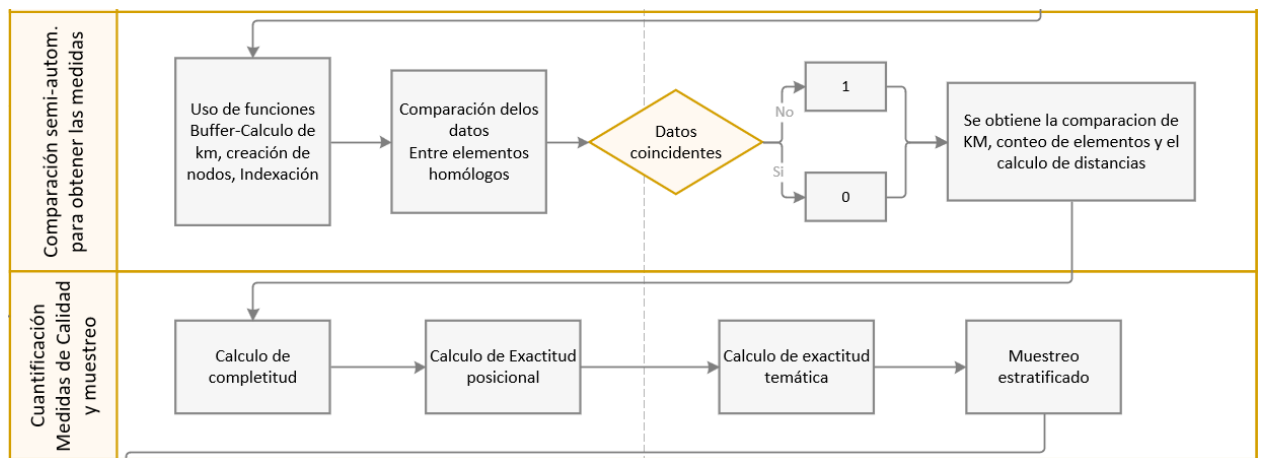 Comparación semi-autom.
para obtener las medidas
Uso de funciones
Buffer-Calculo de
km, creación de
nodos, Indexación
Comparación delos
datos
Entre elementos
homólogos
Datos
coincidentes
No
Si
1
0
Se obtiene la comparacion de
KM, conteo de elementos y el
calculo de distancias
Cuantificación
Medidas de Calidad
y muestreo
Calculo de
completitud
Calculo de Exactitud
posicional
Calculo de exactitud
temática
Muestreo
estratificado